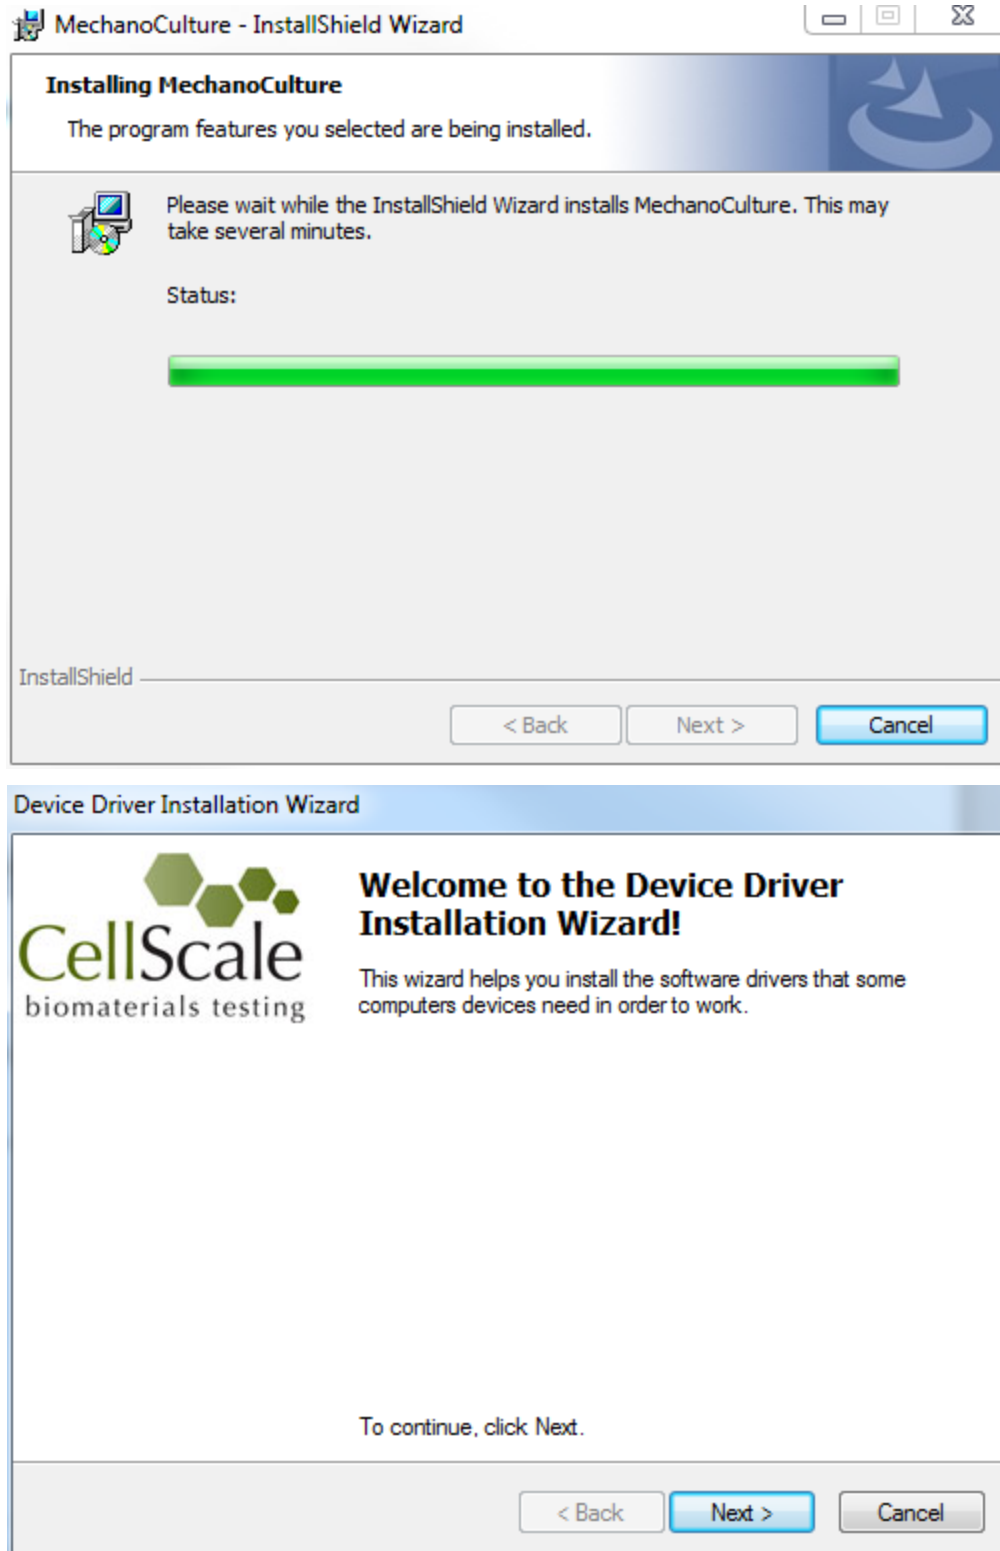 MechanoCulture - InstallShield Wizard
Installing MechanoCulture
The program features you selected are being installed.
Please wait while the InstallShield Wizard installs MechanoCulture. This may
take several minutes.
Status:
InstallShield
< Back
Next >
Cancel
Device Driver Installation Wizard
CellScale
biomaterials testing
Welcome to the Device Driver
Installation Wizard!
This wizard helps you install the software drivers that some
computers devices need in order to work.
To continue, click Next.
< Back
Next >
Cancel